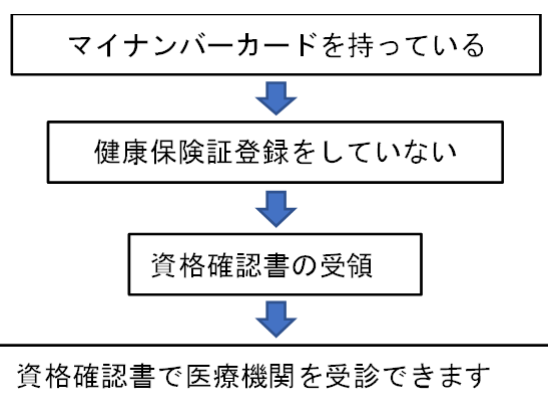 マイナンバーカードを持っている
健康保険証登録をしていない
資格確認書の受領
資格確認書で医療機関を受診できます